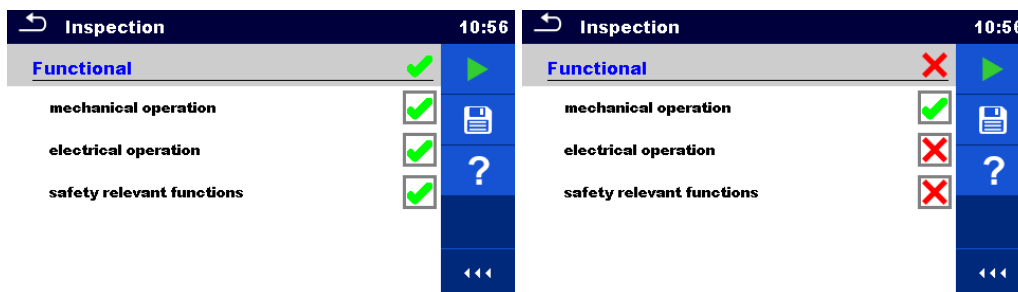 Inspection 10:56
Functional
mechanical operation
electrical operation
safety relevant functions
?
Inspection 10:56
Functional
mechanical operation
electrical operation
safety relevant functions
?